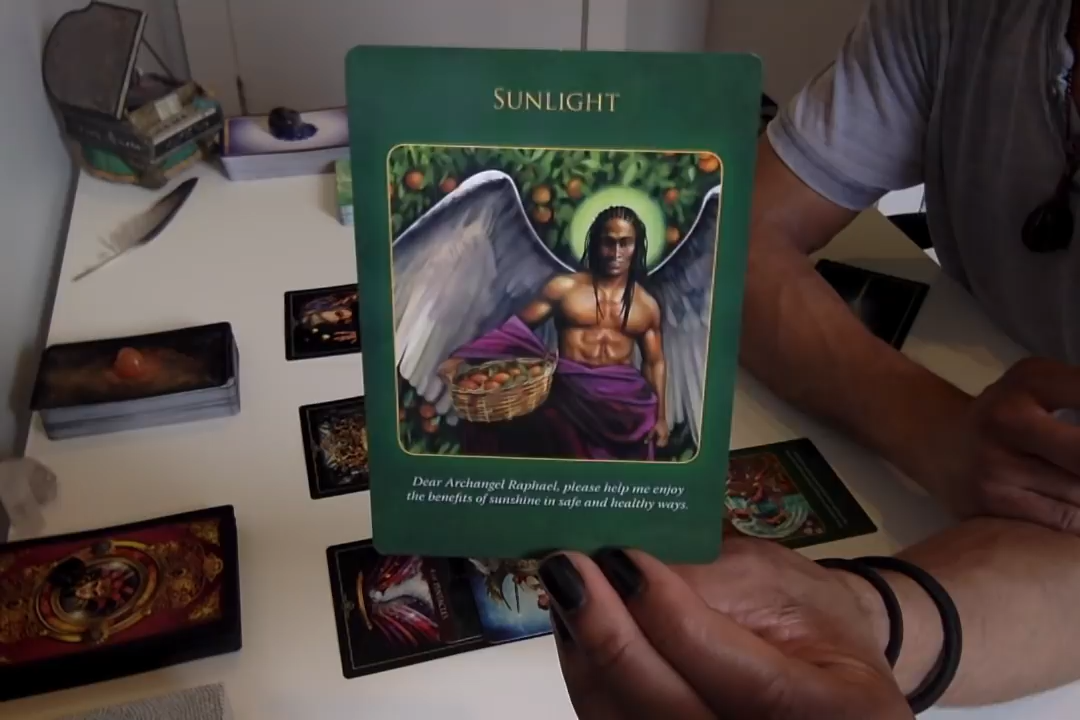 SUNLIGHT
Dear Archangel Raphael, please help me enjoy
the benefits of sunshine in safe and healthy ways.